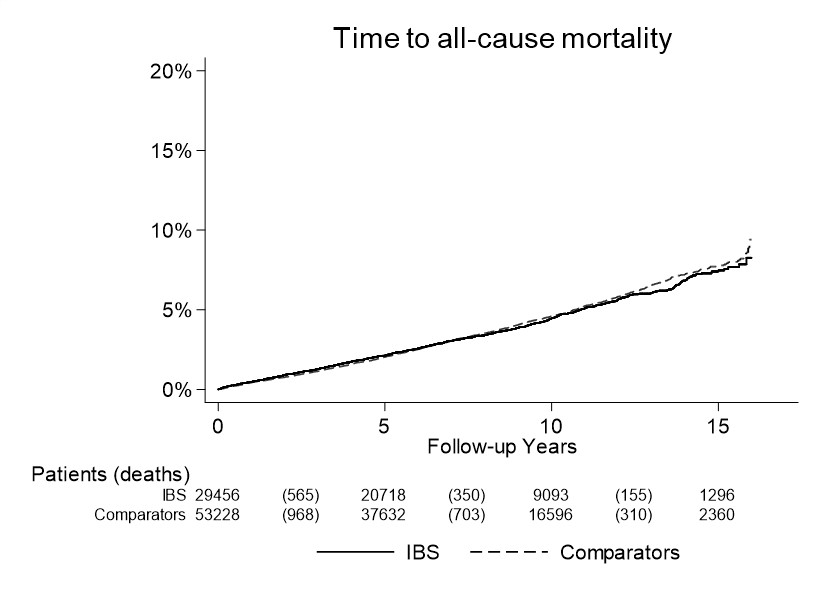 Time to all-cause mortality
20%
15%
10%
5%
0%
0 5 10 15
Follow-up Years
Patients (deaths)
IBS 29456 (565) 20718 (350) 9093 (155) 1296
Comparators 53228 (968) 37632 (703) 16596 (310) 2360
IBS Comparators